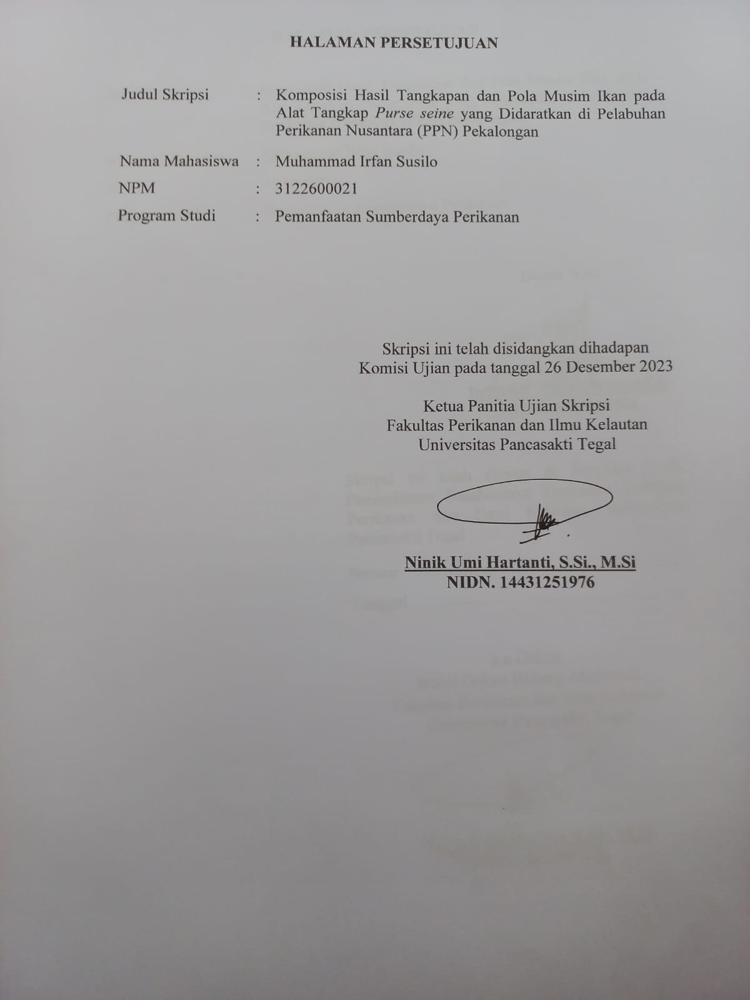 HALAMAN PERSETUJUAN
Judul Skripsi : Komposisi Hasil Tangkapan dan Pola Musim Ikan pada
Alat Tangkap Purse seine yang Didaratkan di Pelabuhan
Perikanan Nusantara (PPN) Pekalongan
Nama Mahasiswa : Muhammad Irfan Susilo
NPM : 3122600021
Program Studi : Pemanfaatan Sumberdaya Perikanan
Skripsi ini telah disidangkan dihadapan
Komisi Ujian pada tanggal 26 Desember 2023
Ketua Panitia Ujian Skripsi
Fakultas Perikanan dan Ilmu Kelautan
Universitas Pancasakti Tegal
Ninik Umi Hartanti, S.Si., M.Si
NIDN. 14431251976